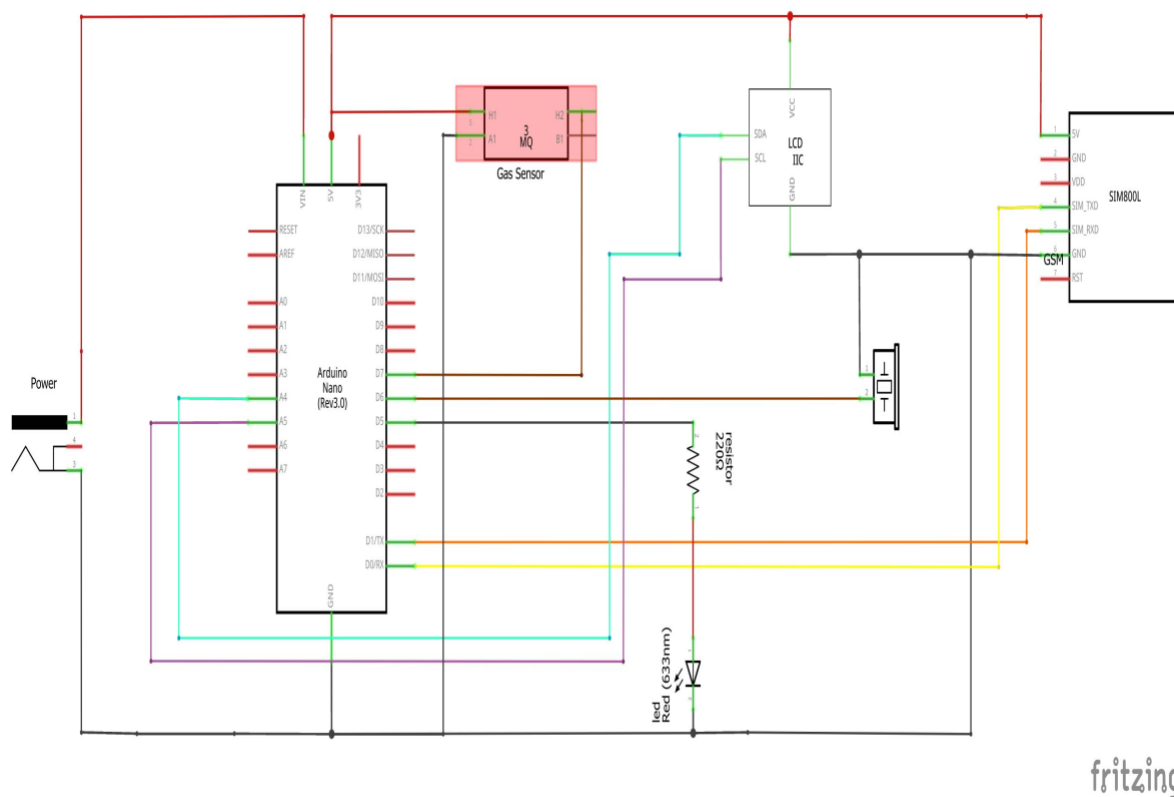 VIN
5V
3V3
H1
H2
A1
B1
3
MQ
Gas Sensor
VCC
SDA
SCL
LCD
IIC
GND
1
5V
2
GND
3
VDD
4
SIM_TXD
5
SIM_RXD
6
GND
7
RST
SIM800L
GSM
RESET
AREF
A0
A1
A2
A3
A4
A5
A6
A7
Arduino
Nano
(Rev3.0)
D13/SCK
D12/MISO
D11/MOSI
D10
D9
D8
D7
D6
D5
D4
D3
D2
D1/TX
D0/RX
GND
Power
1
4
3
1
2
resistor
220Ω
led
Red (633nm)
fritzing